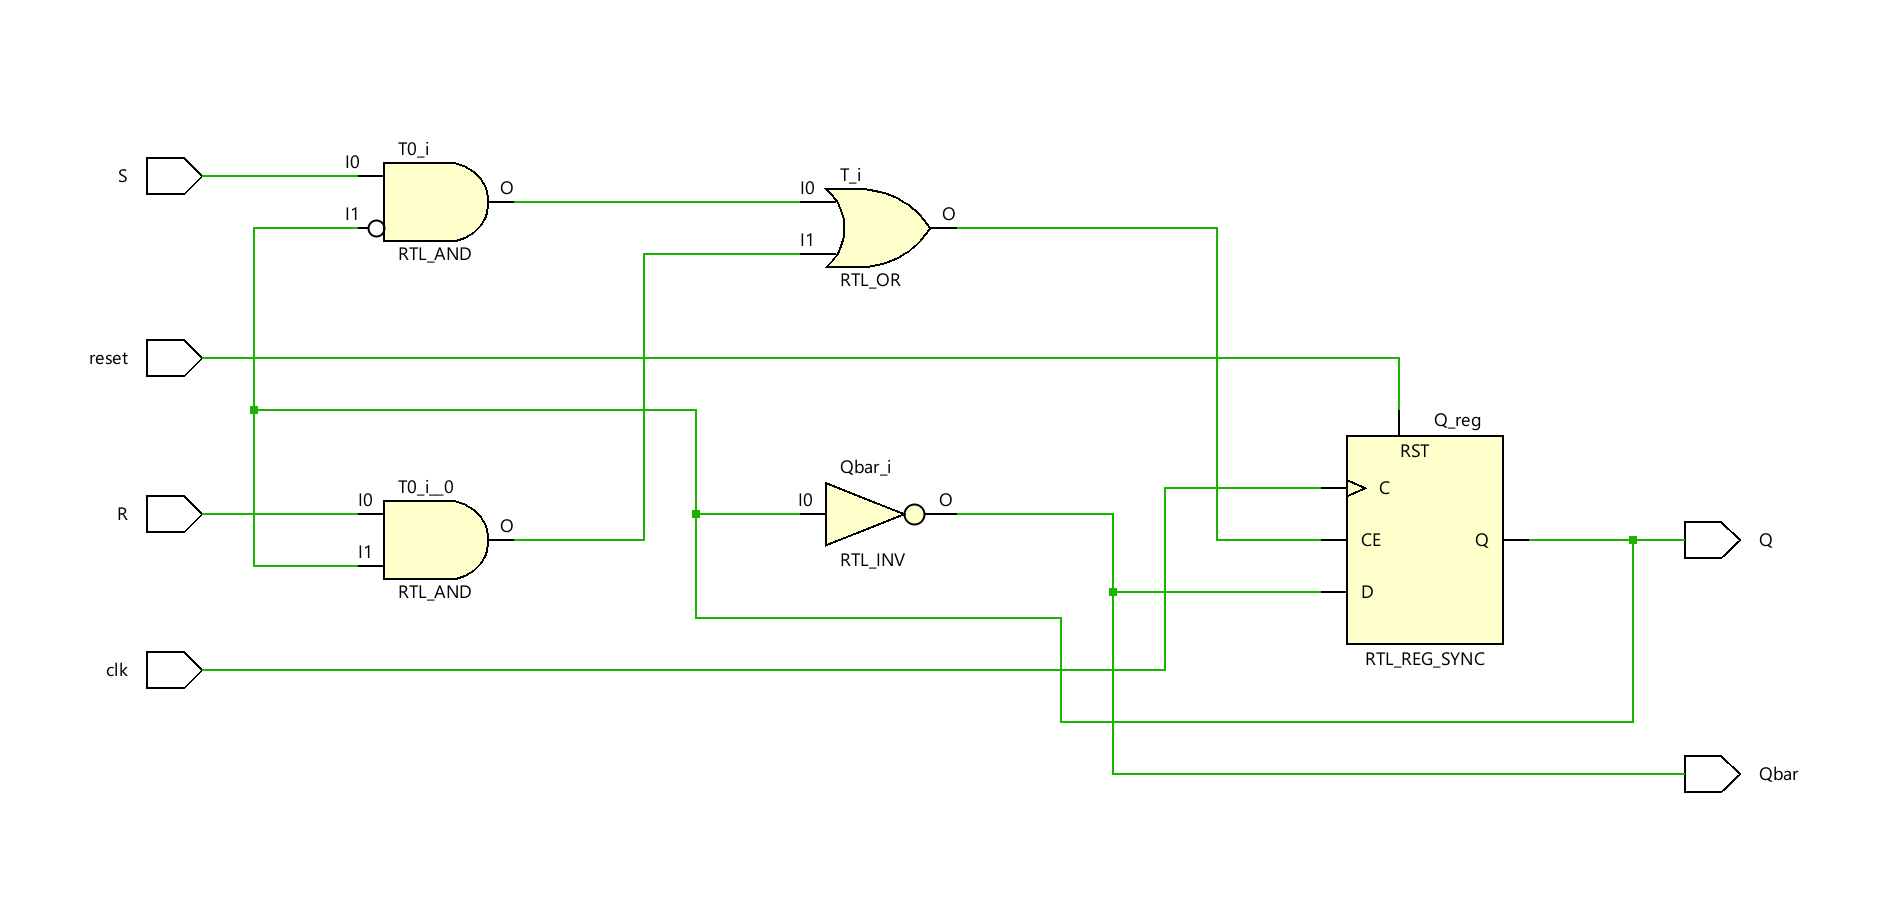 S
I0
T0_i
I1
O
RTL_AND
T_i
I0
I1
O
RTL_OR
reset
R
T0_i__0
I0
I1
O
RTL_AND
Qbar_i
I0
O
RTL_INV
Q_reg
RST
C
CE
D
Q
RTL_REG_SYNC
Q
clk
Qbar